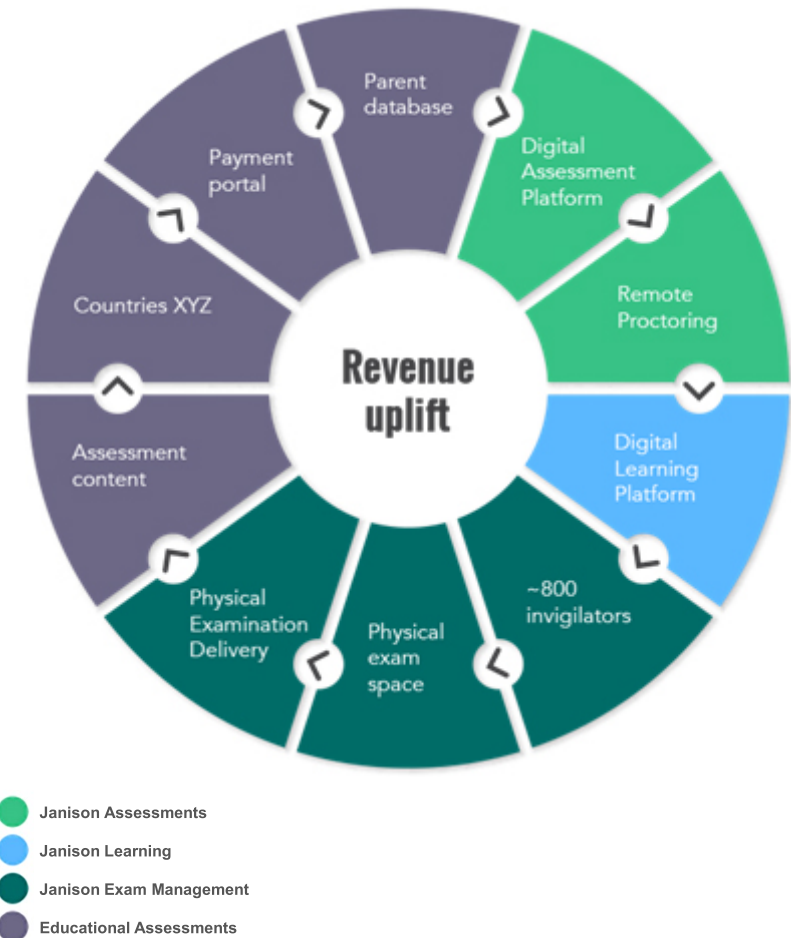 Parent
database
Digital
Assessment
Platform
Remote
Proctoring
Digital
Learning
Platform
~800
invigilators
Physical
exam
space
Physical
Examination
Delivery
Assessment
content
Countries XYZ
Payment
portal
Revenue
uplift
Janison Assessments
Janison Learning
Janison Exam Management
Educational Assessments